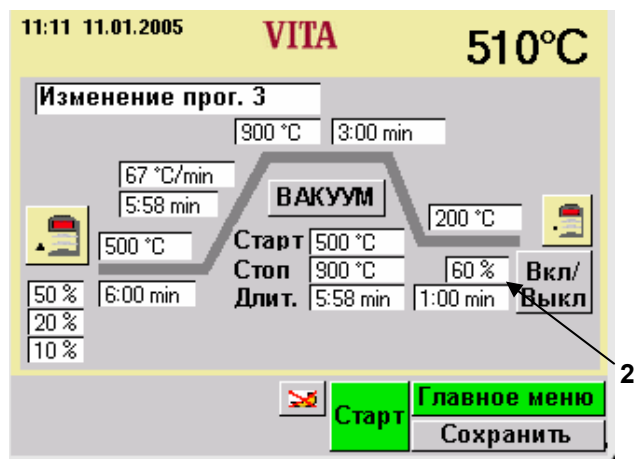 11:11 11.01.2005 VITA 510°C
Изменение прог. 3
900 °C 3:00 min
67 °C/min
5:58 min ВАКУУМ 200 °C
500 °C Старт 500 °C
Стоп 900 °C 60 % Вкл/
50 % 6:00 min Длит. 5:58 min 1:00 min Выкл
20 %
10 %
2
Старт Главное меню
Сохранить